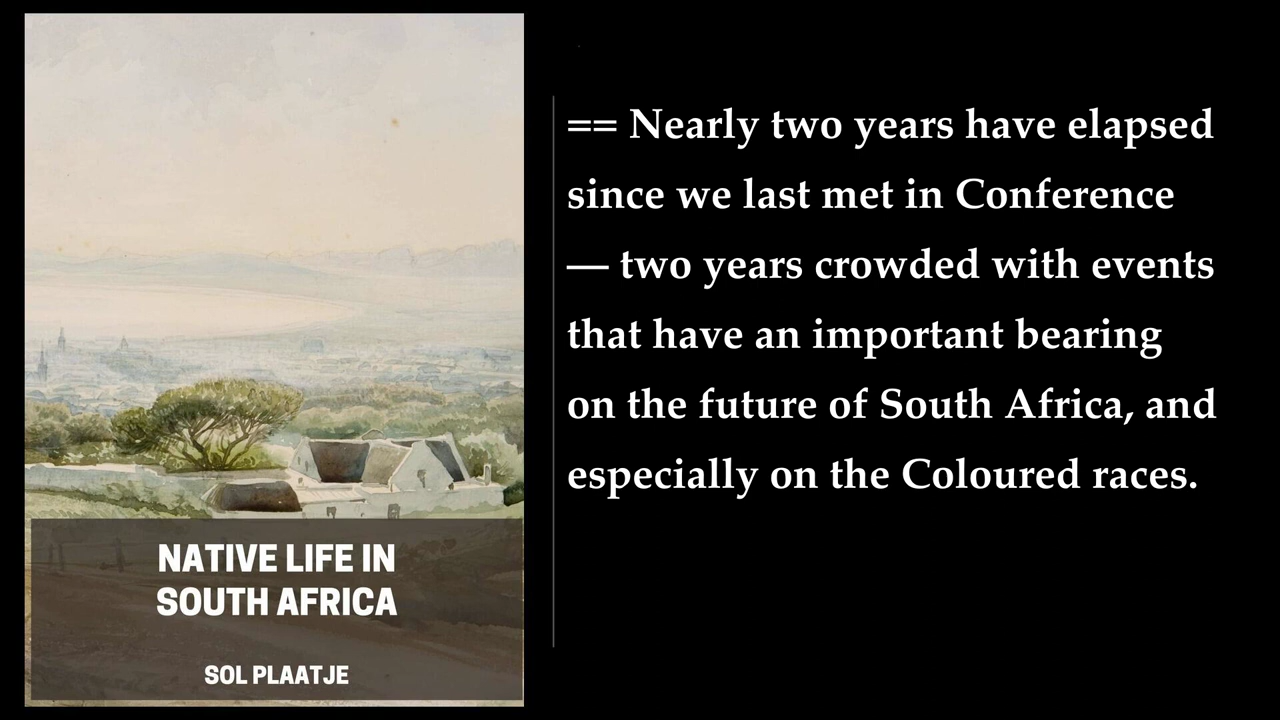 NATIVE LIFE IN
SOUTH AFRICA
SOL PLAATJE
== Nearly two years have elapsed
since we last met in Conference
— two years crowded with events
that have an important bearing
on the future of South Africa, and
especially on the Coloured races.